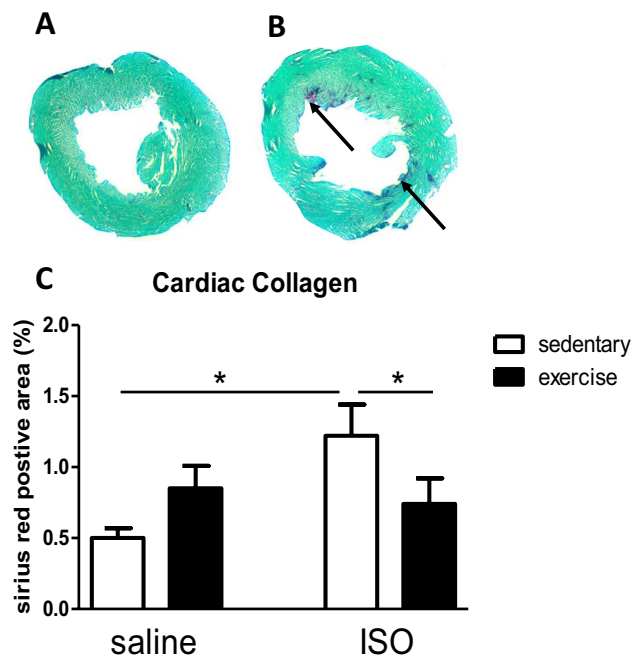 A
B
C
Cardiac Collagen
sirius red postive area (%)
2.0
1.5
1.0
0.5
0.0
*
*
sedentary
exercise
saline
ISO